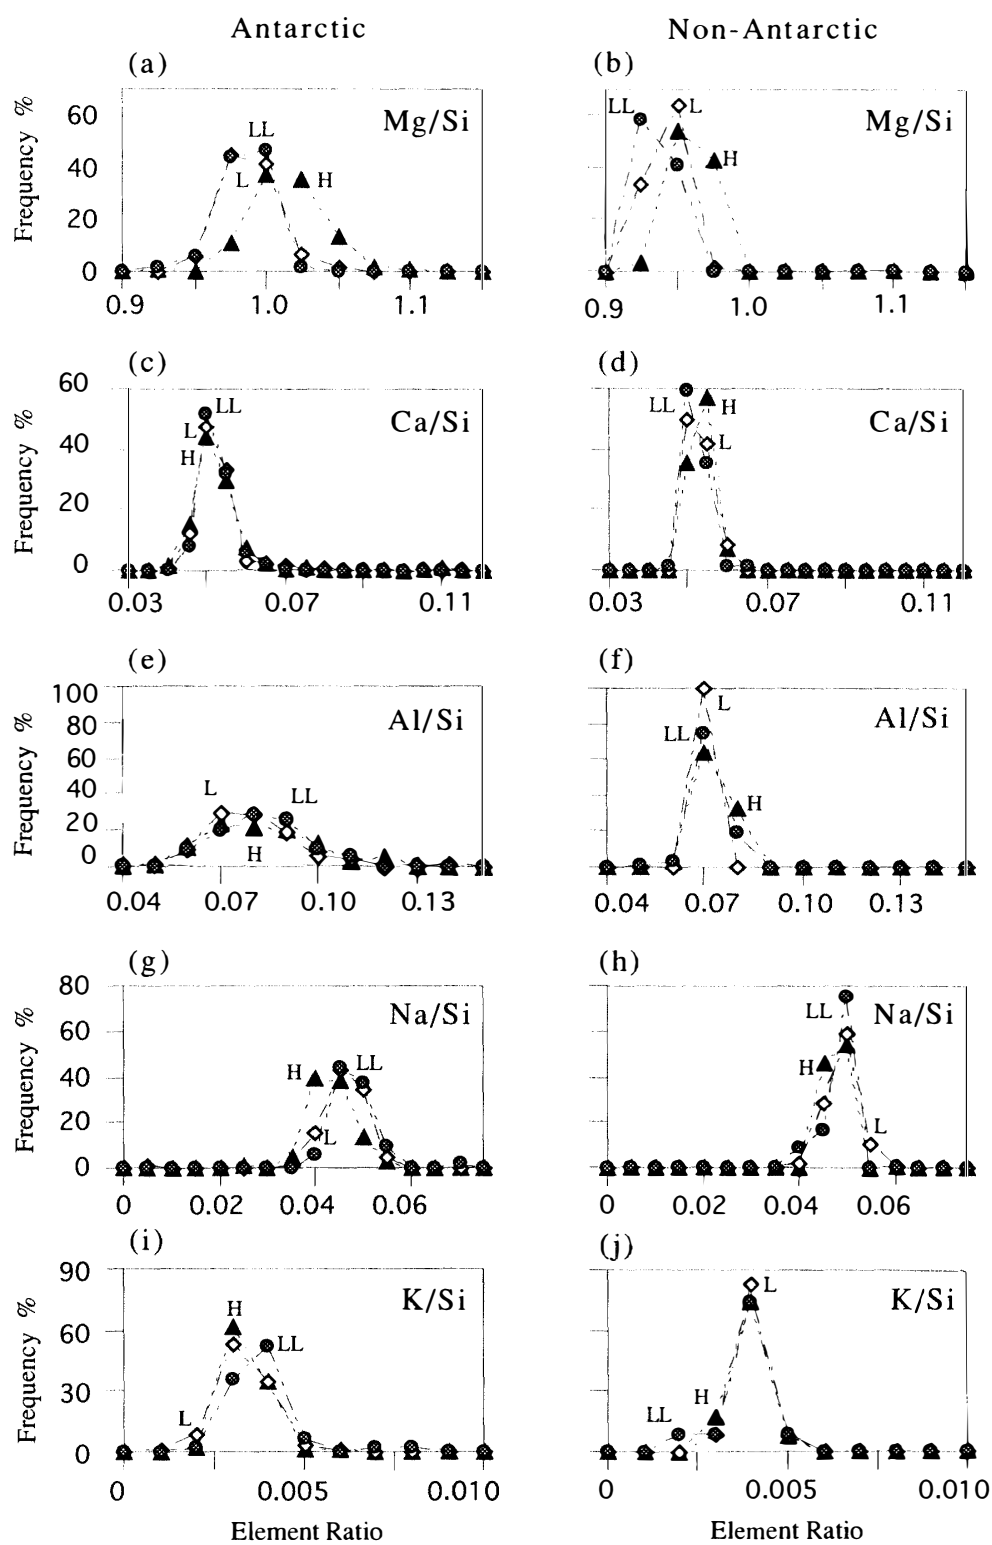 Antarctic Non-Antarctic
(a) (b)
Frequency %
60
40
20
0
LL
L
H
Mg/Si
0.9 1.0 1.1
LL
L
H
Mg/Si
0.9 1.0 1.1
(c) (d)
Frequency %
60
40
20
0
LL
L
H
Ca/Si
0.03 0.07 0.11
LL
H
L
Ca/Si
0.03 0.07 0.11
(e) (f)
Frequency %
100
80
60
40
20
0
L
LL
H
Al/Si
0.04 0.07 0.10 0.13
L
LL
H
Al/Si
0.04 0.07 0.10 0.13
(g) (h)
Frequency %
80
60
40
20
0
H
LL
L
Na/Si
0 0.02 0.04 0.06
LL
H
L
Na/Si
0 0.02 0.04 0.06
(i) (j)
Frequency %
90
60
30
0
H
LL
L
K/Si
0 0.005 0.010
L
H
LL
K/Si
0 0.005 0.010
Element Ratio Element Ratio